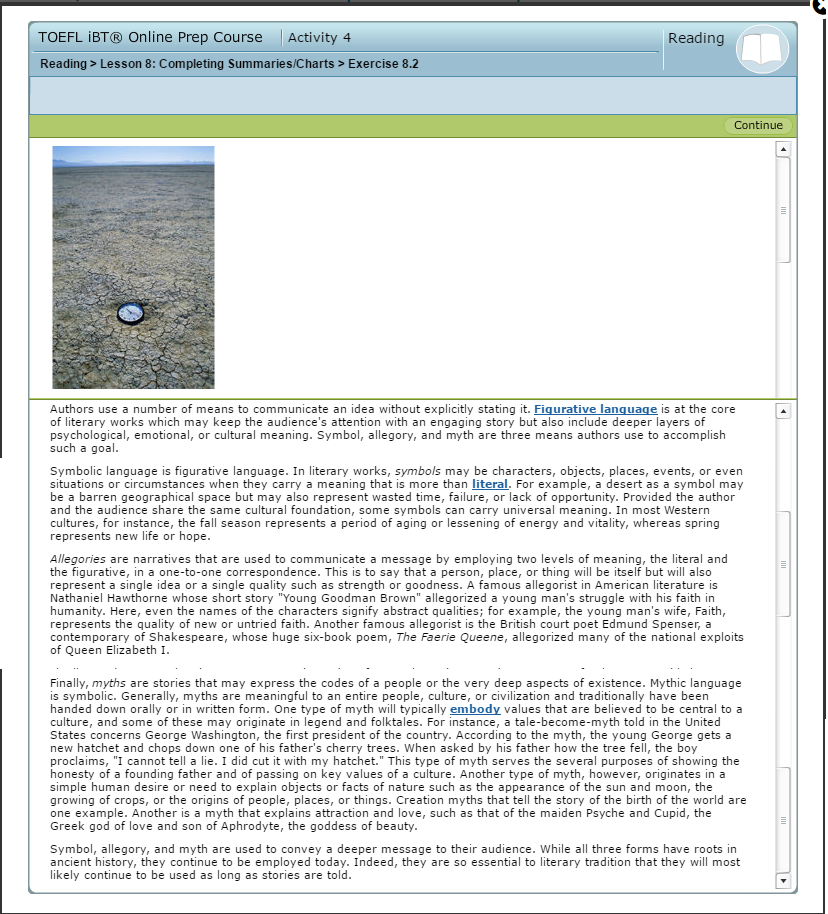 TOEFL iBT® Online Prep Course
Activity 4
Reading
Reading > Lesson 8: Completing Summaries/Charts > Exercise 8.2
Continue
Authors use a number of means to communicate an idea without explicitly stating it. Figurative language is at the core
of literary works which may keep the audience's attention with an engaging story but also include deeper layers of
psychological, emotional, or cultural meaning. Symbol, allegory, and myth are three means authors use to accomplish
such a goal.
Symbolic language is figurative language. In literary works, symbols may be characters, objects, places, events, or even
situations or circumstances when they carry a meaning that is more than literal. For example, a desert as a symbol may
be a barren geographical space but may also represent wasted time, failure, or lack of opportunity. Provided the author
and the audience share the same cultural foundation, some symbols can carry universal meaning. In most Western
cultures, for instance, the fall season represents a period of aging or lessening of energy and vitality, whereas spring
represents new life or hope.
Allegories are narratives that are used to communicate a message by employing two levels of meaning, the literal and
the figurative, in a one-to-one correspondence. This is to say that a person, place, or thing will be itself but will also
represent a single idea or a single quality such as strength or goodness. A famous allegorist in American literature is
Nathaniel Hawthorne whose short story "Young Goodman Brown" allegorized a young man's struggle with his faith in
humanity. Here, even the names of the characters signify abstract qualities; for example, the young man's wife, Faith,
represents the quality of new or untried faith. Another famous allegorist is the British court poet Edmund Spenser, a
contemporary of Shakespeare, whose huge six-book poem, The Faerie Queene, allegorized many of the national exploits
of Queen Elizabeth I.
Finally, myths are stories that may express the codes of a people or the very deep aspects of existence. Mythic language
is symbolic. Generally, myths are meaningful to an entire people, culture, or civilization and traditionally have been
handed down orally or in written form. One type of myth will typically embody values that are believed to be central to a
culture, and some of these may originate in legend and folktales. For instance, a tale-become-myth told in the United
States concerns George Washington, the first president of the country. According to the myth, the young George gets a
new hatchet and chops down one of his father's cherry trees. When asked by his father how the tree fell, the boy
proclaims, "I cannot tell a lie. I did cut it with my hatchet." This type of myth serves the several purposes of showing the
honesty of a founding father and of passing on key values of a culture. Another type of myth, however, originates in a
simple human desire or need to explain objects or facts of nature such as the appearance of the sun and moon, the
growing of crops, or the origins of people, places, or things. Creation myths that tell the story of the birth of the world are
one example. Another is a myth that explains attraction and love, such as that of the maiden Psyche and Cupid, the
Greek god of love and son of Aphrodyte, the goddess of beauty.
Symbol, allegory, and myth are used to convey a deeper message to their audience. While all three forms have roots in
ancient history, they continue to be employed today. Indeed, they are so essential to literary tradition that they will most
likely continue to be used as long as stories are told.